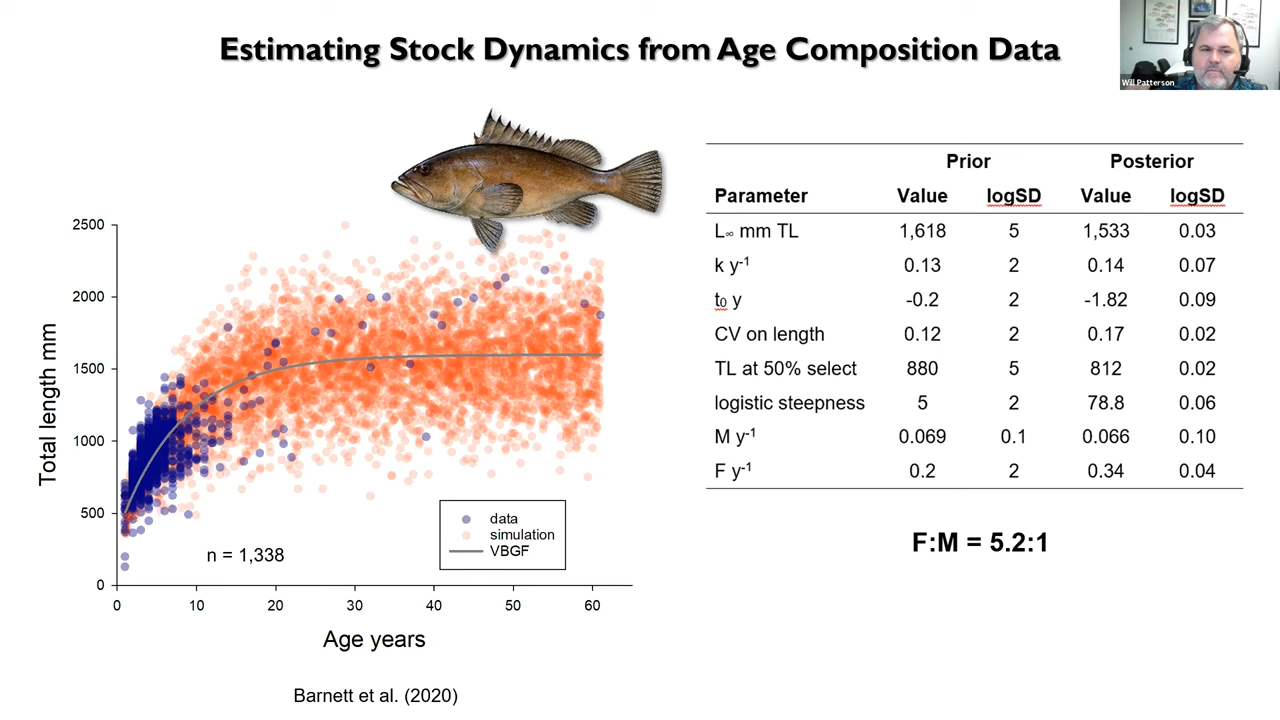 Estimating Stock Dynamics from Age Composition Data
Will Patterson
2500
2000
1500
1000
500
0
Total length mm
0 10 20 30 40 50 60
Age years
n = 1,338
data
simulation
VBGF
Barnett et al. (2020)
Prior Posterior
Parameter Value logSD Value logSD
L∞ mm TL 1,618 5 1,533 0.03
k y⁻¹ 0.13 2 0.14 0.07
t₀ y -0.2 2 -1.82 0.09
CV on length 0.12 2 0.17 0.02
TL at 50% select 880 5 812 0.02
logistic steepness 5 2 78.8 0.06
M y⁻¹ 0.069 0.1 0.066 0.10
F y⁻¹ 0.2 2 0.34 0.04
F:M = 5.2:1